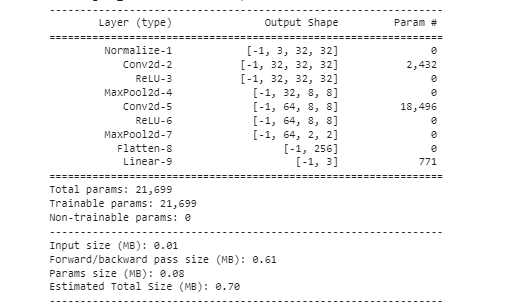 ----------------------------------------------------------------
Layer (type) Output Shape Param #
================================================================
Normalize-1 [-1, 3, 32, 32] 0
Conv2d-2 [-1, 32, 32, 32] 2,432
ReLU-3 [-1, 32, 32, 32] 0
MaxPool2d-4 [-1, 32, 8, 8] 0
Conv2d-5 [-1, 64, 8, 8] 18,496
ReLU-6 [-1, 64, 8, 8] 0
MaxPool2d-7 [-1, 64, 2, 2] 0
Flatten-8 [-1, 256] 0
Linear-9 [-1, 3] 771
================================================================
Total params: 21,699
Trainable params: 21,699
Non-trainable params: 0
----------------------------------------------------------------
Input size (MB): 0.01
Forward/backward pass size (MB): 0.61
Params size (MB): 0.08
Estimated Total Size (MB): 0.70
----------------------------------------------------------------